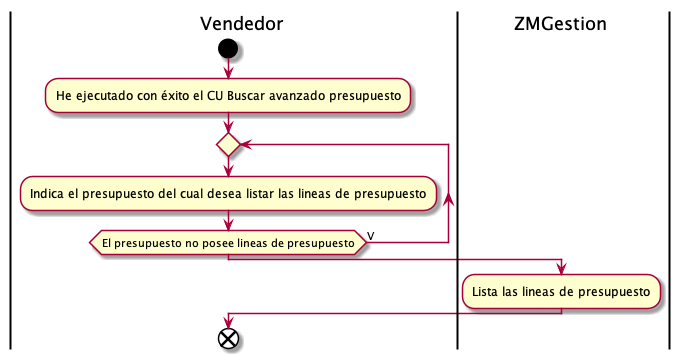 Vendedor
ZMGestion
He ejecutado con éxito el CU Buscar avanzado presupuesto
Indica el presupuesto del cual desea listar las lineas de presupuesto
El presupuesto no posee lineas de presupuesto
V
Lista las lineas de presupuesto